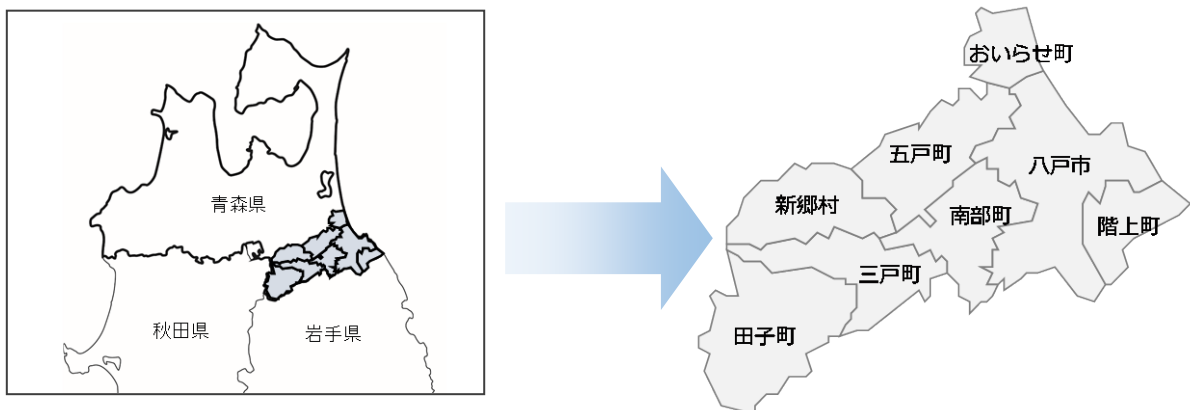 青森県
秋田県
岩手県
おいらせ町
五戸町
八戸市
新郷村
南部町
階上町
三戸町
田子町